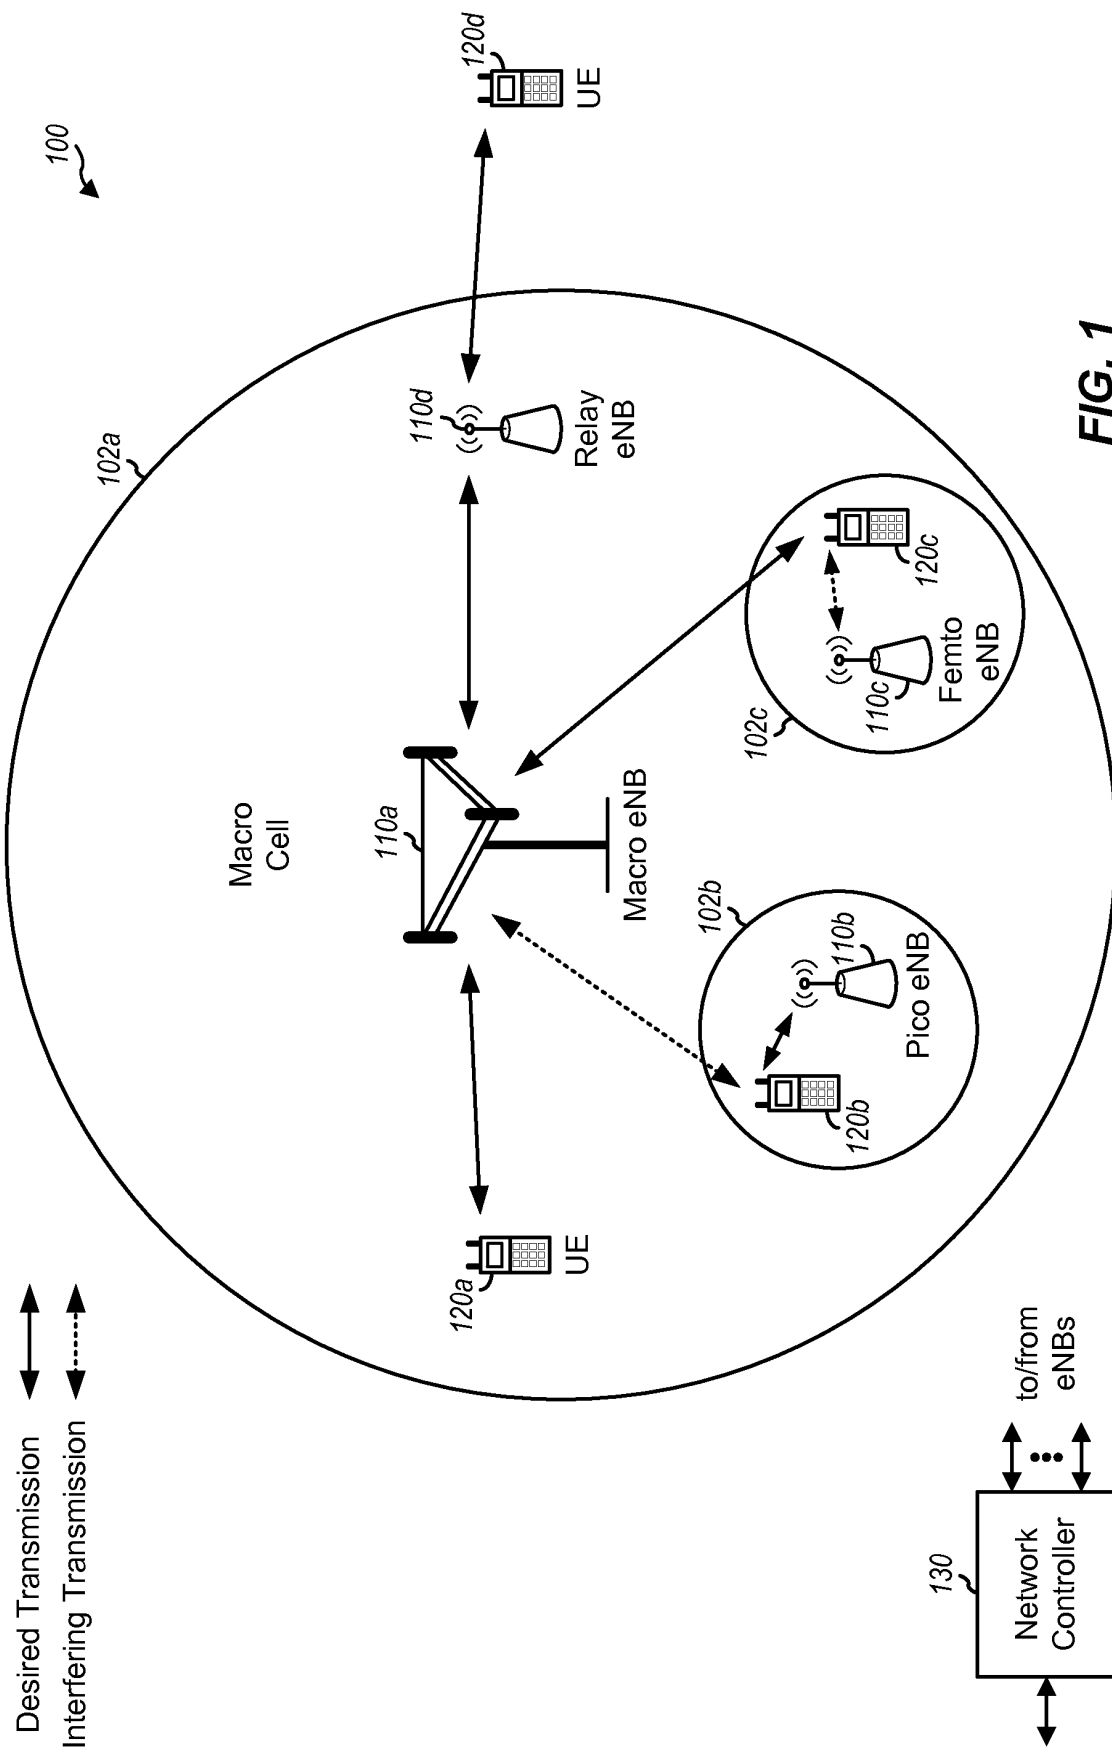 Desired Transmission
Interfering Transmission
100
102a
Macro
Cell
110a
110d
120d
120a
UE
Macro eNB
Relay
eNB
UE
102b
102c
110b
Pico eNB
120b
110c
Femto
eNB
120c
130
Network
Controller
to/from
eNBs
FIG. 1